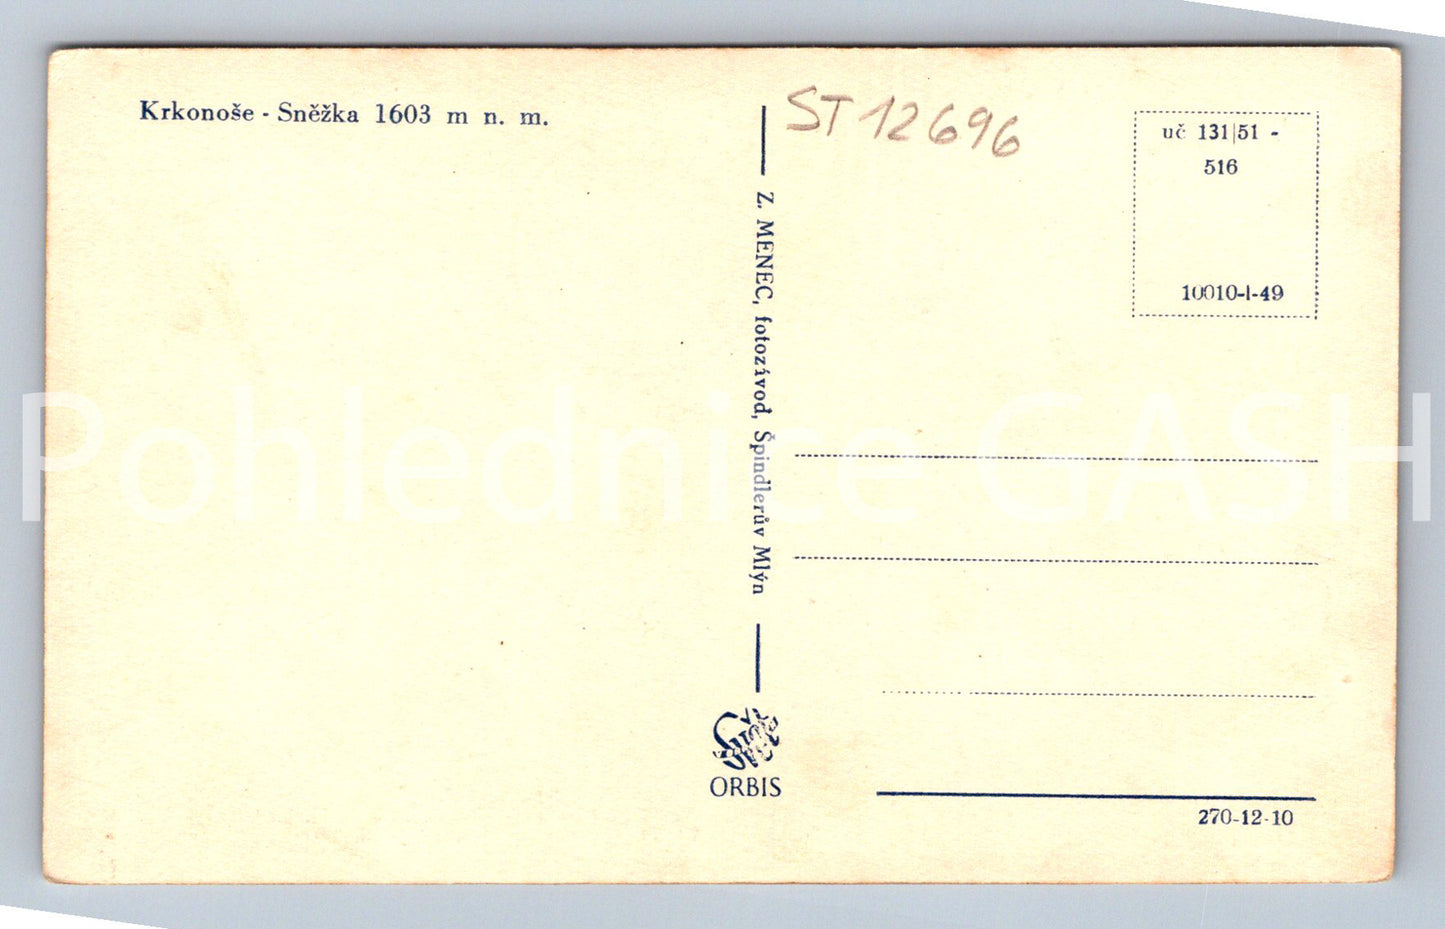 Krkonoše - Sněžka 1603 m n. m.
ST 12696
uč 131|51 -
516
10010-I-49
Z. MENEC, fotozávod, Špindlerův Mlýn
Pohlednice GASH
ORBIS
270-12-10